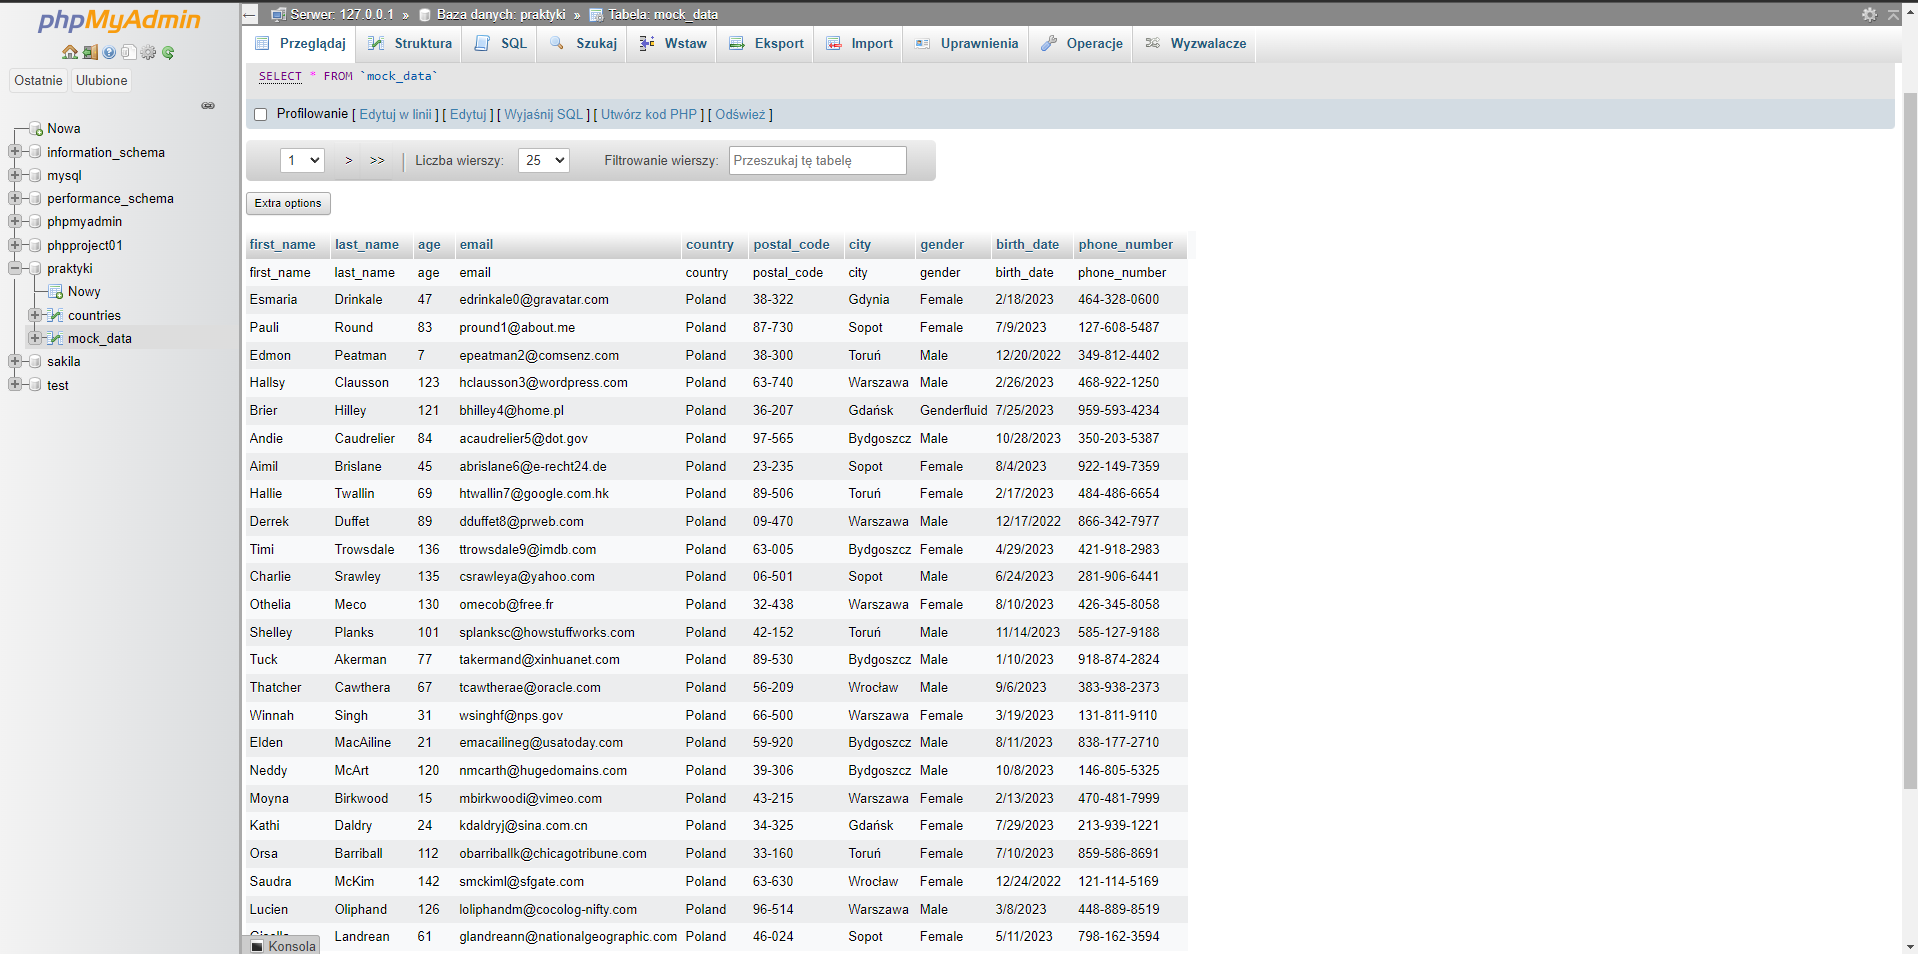 phpMyAdmin
Ostatnie Ulubione
Nowa
information_schema
mysql
performance_schema
phpmyadmin
phpproject01
praktyki
Nowy
countries
mock_data
sakila
test
Serwer: 127.0.0.1 » Baza danych: praktyki » Tabela: mock_data
Przeglądaj Struktura SQL Szukaj Wstaw Eksport Import Uprawnienia Operacje Wyzwalacze
SELECT * FROM `mock_data`
Profilowanie [ Edytuj w linii ] [ Edytuj ] [ Wyjaśnij SQL ] [ Utwórz kod PHP ] [ Odśwież ]
1 > >> | Liczba wierszy: 25 Filtrowanie wierszy: Przeszukaj tę tabelę
Extra options
first_name last_name age email country postal_code city gender birth_date phone_number
first_name last_name age email country postal_code city gender birth_date phone_number
Esmaria Drinkale 47 edrinkale0@gravatar.com Poland 38-322 Gdynia Female 2/18/2023 464-328-0600
Pauli Round 83 pround1@about.me Poland 87-730 Sopot Female 7/9/2023 127-608-5487
Edmon Peatman 7 epeatman2@comsenz.com Poland 38-300 Toruń Male 12/20/2022 349-812-4402
Hallsy Clausson 123 hclausson3@wordpress.com Poland 63-740 Warszawa Male 2/26/2023 468-922-1250
Brier Hilley 121 bhilley4@home.pl Poland 36-207 Gdańsk Genderfluid 7/25/2023 959-593-4234
Andie Caudrelier 84 acaudrelier5@dot.gov Poland 97-565 Bydgoszcz Male 10/28/2023 350-203-5387
Aimil Brislane 45 abrislane6@e-recht24.de Poland 23-235 Sopot Female 8/4/2023 922-149-7359
Hallie Twallin 69 htwallin7@google.com.hk Poland 89-506 Toruń Female 2/17/2023 484-486-6654
Derrek Duffet 89 dduffet8@prweb.com Poland 09-470 Warszawa Male 12/17/2022 866-342-7977
Timi Trowsdale 136 ttrowsdale9@imdb.com Poland 63-005 Bydgoszcz Female 4/29/2023 421-918-2983
Charlie Srawley 135 csrawleya@yahoo.com Poland 06-501 Sopot Male 6/24/2023 281-906-6441
Othelia Meco 130 omecob@free.fr Poland 32-438 Warszawa Female 8/10/2023 426-345-8058
Shelley Planks 101 splanksc@howstuffworks.com Poland 42-152 Toruń Male 11/14/2023 585-127-9188
Tuck Akerman 77 takermand@xinhuanet.com Poland 89-530 Bydgoszcz Male 1/10/2023 918-874-2824
Thatcher Cawthera 67 tcawtherae@oracle.com Poland 56-209 Wrocław Male 9/6/2023 383-938-2373
Winnah Singh 31 wsinghf@nps.gov Poland 66-500 Warszawa Female 3/19/2023 131-811-9110
Elden MacAiline 21 emacailineg@usatoday.com Poland 59-920 Bydgoszcz Male 8/11/2023 838-177-2710
Neddy McArt 120 nmcarth@hugedomains.com Poland 39-306 Bydgoszcz Male 10/8/2023 146-805-5325
Moyna Birkwood 15 mbirkwoodi@vimeo.com Poland 43-215 Warszawa Female 2/13/2023 470-481-7999
Kathi Daldry 24 kdaldryj@sina.com.cn Poland 34-325 Gdańsk Female 7/29/2023 213-939-1221
Orsa Barriball 112 obarriballk@chicagotribune.com Poland 33-160 Toruń Female 7/10/2023 859-586-8691
Saudra McKim 142 smckiml@sfgate.com Poland 63-630 Wrocław Female 12/24/2022 121-114-5169
Lucien Oliphand 126 loliphandm@cocolog-nifty.com Poland 96-514 Warszawa Male 3/8/2023 448-889-8519
Landrean 61 glandreann@nationalgeographic.com Poland 46-024 Sopot Female 5/11/2023 798-162-3594
Konsola